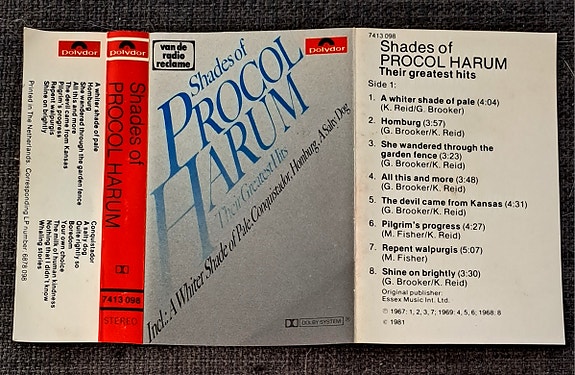 Polydor
A whiter shade of pale
Homburg
She wandered through the garden fence
All this and more
The devil came from Kansas
Pilgrim's progress
Repent walpurgis
Shine on brightly
Conquistador
A salty dog
Quite rightly so
Boredom
Your own choice
The milk of human kindness
Nothing that I didn't know
Whaling stories
Printed in The Netherlands. Corresponding LP number 6878 098
Polydor
Shades of
PROCOL HARUM
7413 098
STEREO
van de
radio
reclame
Polydor
Shades of
PROCOL
HARUM
Their Greatest Hits
Incl.: A Whiter Shade of Pale, Conquistador, Homburg, A Salty Dog
DOLBY SYSTEM
7413 098
Shades of
PROCOL HARUM
Their greatest hits
Side 1:
1. A whiter shade of pale (4:04)
(K. Reid/G. Brooker)
2. Homburg (3:57)
G. Brooker/K. Reid)
3. She wandered through the
garden fence (3:23)
G. Brooker/K. Reid)
4. All this and more (3:48)
(G. Brooker/K. Reid)
5. The devil came from Kansas (4:31)
(G. Brooker/K. Reid)
6. Pilgrim's progress (4:27)
(M. Fisher/K. Reid)
7. Repent walpurgis (5:07)
(M. Fisher)
8. Shine on brightly (3:30)
(G. Brooker/K. Reid)
Original publisher:
Essex Music Int. Ltd.
℗ 1967: 1, 2, 3, 7; 1969: 4, 5, 6; 1968: 8
© 1981